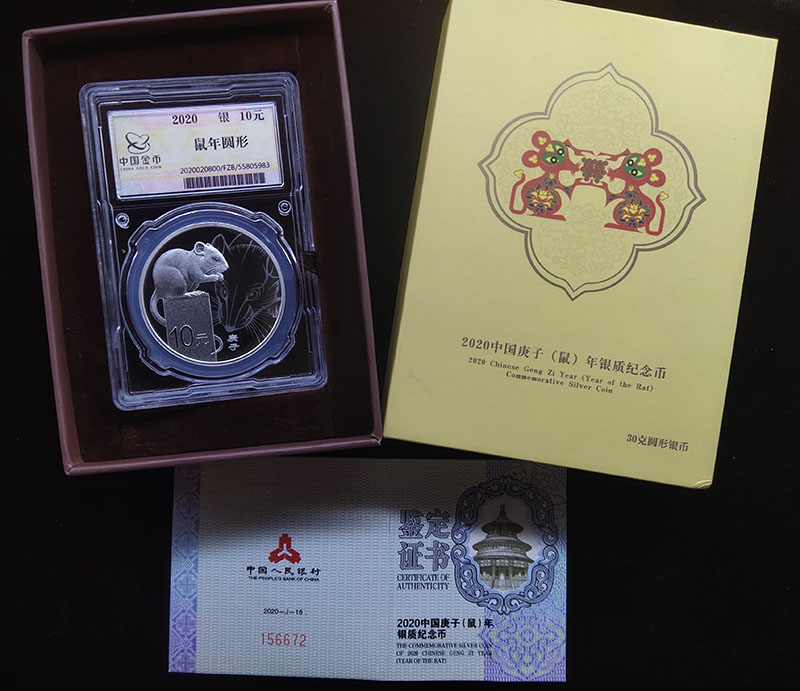 2020 银 10元
中国金币
CHINA GOLD COIN
鼠年圆形
2020020800/FZB/55805983
10元
庚子
2020中国庚子（鼠）年银质纪念币
2020 Chinese Geng Zi Year (Year of the Rat)
Commemorative Silver Coin
30克圆形银币
中国人民银行
THE PEOPLE'S BANK OF CHINA
2020—J—16
156672
鉴定
证书
CERTIFICATE OF
AUTHENTICITY
2020中国庚子（鼠）年
银质纪念币
THE COMMEMORATIVE SILVER COIN
OF 2020 CHINESE GENG ZI YEAR
(YEAR OF THE RAT)